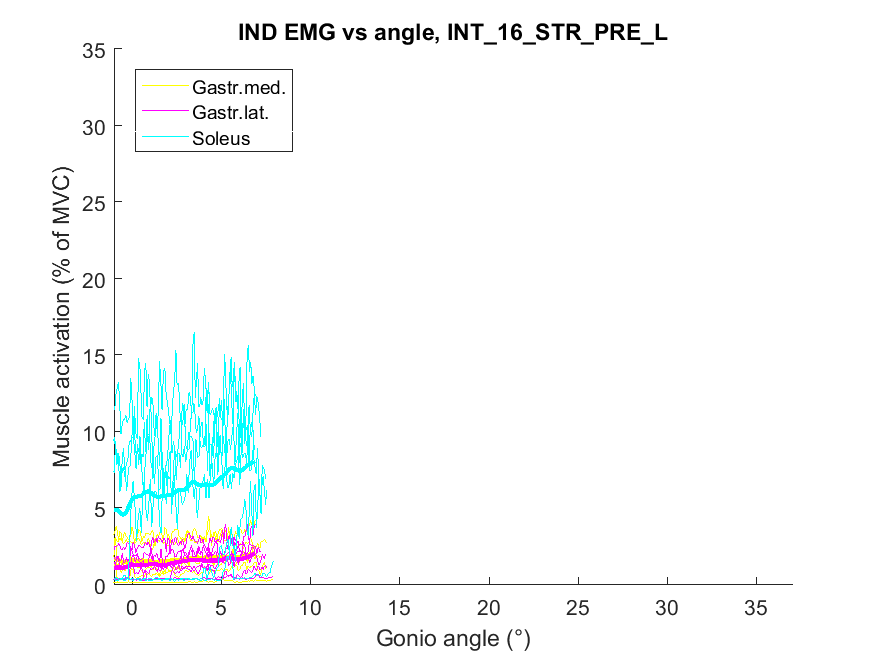 IND EMG vs angle, INT_16_STR_PRE_L
35
30
25
20
15
10
5
0
Muscle activation (% of MVC)
Gastr.med.
Gastr.lat.
Soleus
0 5 10 15 20 25 30 35
Gonio angle (°)